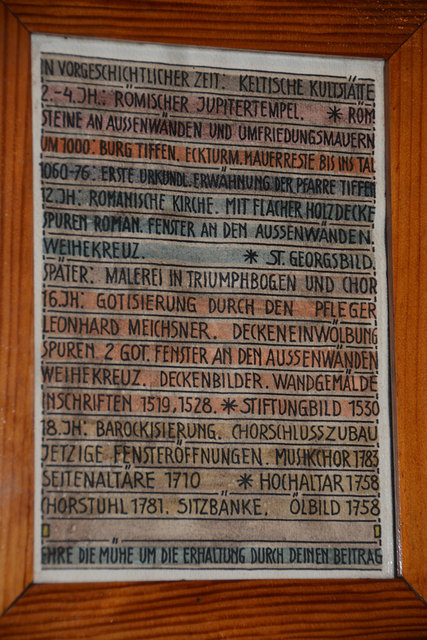 IN VORGESCHICHTLICHER ZEIT: KELTISCHE KULTSTÄTTE
2.-4.JH.: RÖMISCHER JUPITERTEMPEL. * RÖM
STEINE AN AUSSENWÄNDEN UND UMFRIEDUNGSMAUERN
UM 1000: BURG TIFFEN. ECKTURM. MAUERRESTE BIS INS TAL
1060-76: ERSTE URKUNDL. ERWÄHNUNG DER PFARRE TIFFEN
12.JH: ROMANISCHE KIRCHE. MIT FLACHER HOLZDECKE
SPUREN ROMAN. FENSTER AN DEN AUSSENWÄNDEN.
WEIHEKREUZ. * ST. GEORGSBILD.
SPÄTER: MALEREI IN TRIUMPHBOGEN UND CHOR
16.JH: GOTISIERUNG DURCH DEN PFLEGER
LEONHARD MEICHSNER. DECKENEINWÖLBUNG
SPUREN. 2 GOT. FENSTER AN DEN AUSSENWÄNDEN
WEIHEKREUZ. DECKENBILDER. WANDGEMÄLDE
INSCHRIFTEN 1519, 1528. * STIFTUNGBILD 1530
18.JH: BAROCKISIERUNG. CHORSCHLUSSZUBAU
JETZIGE FENSTERÖFFNUNGEN. MUSIKCHOR 1783
SEITENALTÄRE 1710 * HOCHALTAR 1758
CHORSTUHL 1781. SITZBÄNKE. ÖLBILD 1758
EHRE DIE MÜHE UM DIE ERHALTUNG DURCH DEINEN BEITRAG